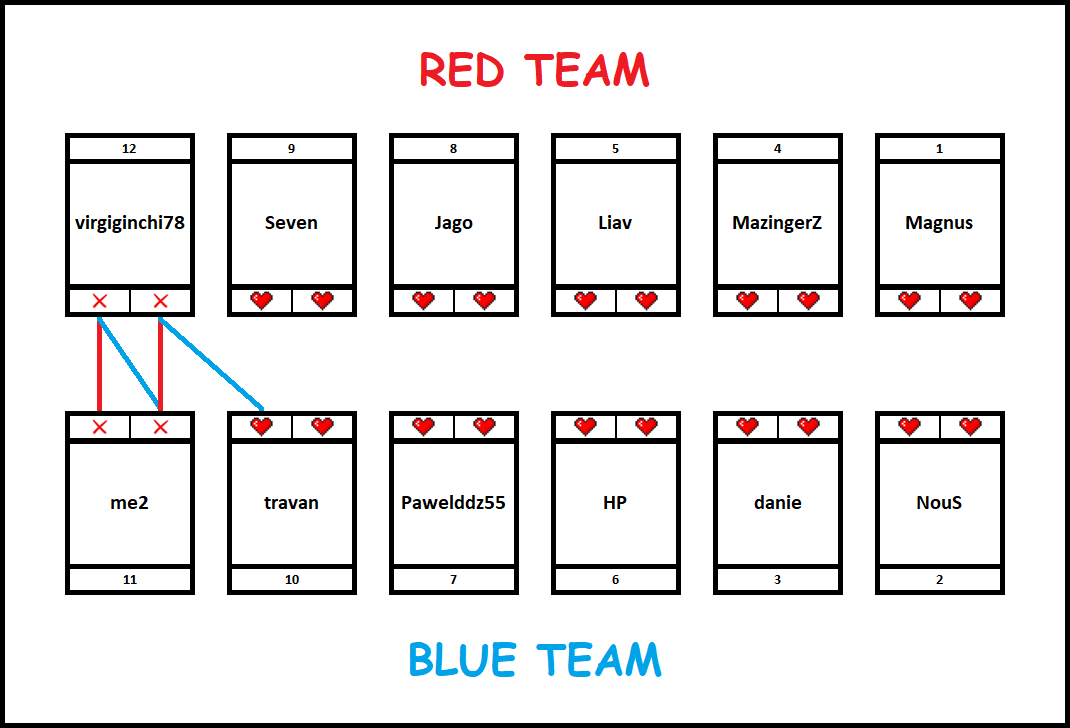 RED TEAM
12 9 8 5 4 1
virgiginchi78 Seven Jago Liav MazingerZ Magnus
me2 travan Pawelddz55 HP danie NouS
11 10 7 6 3 2
BLUE TEAM